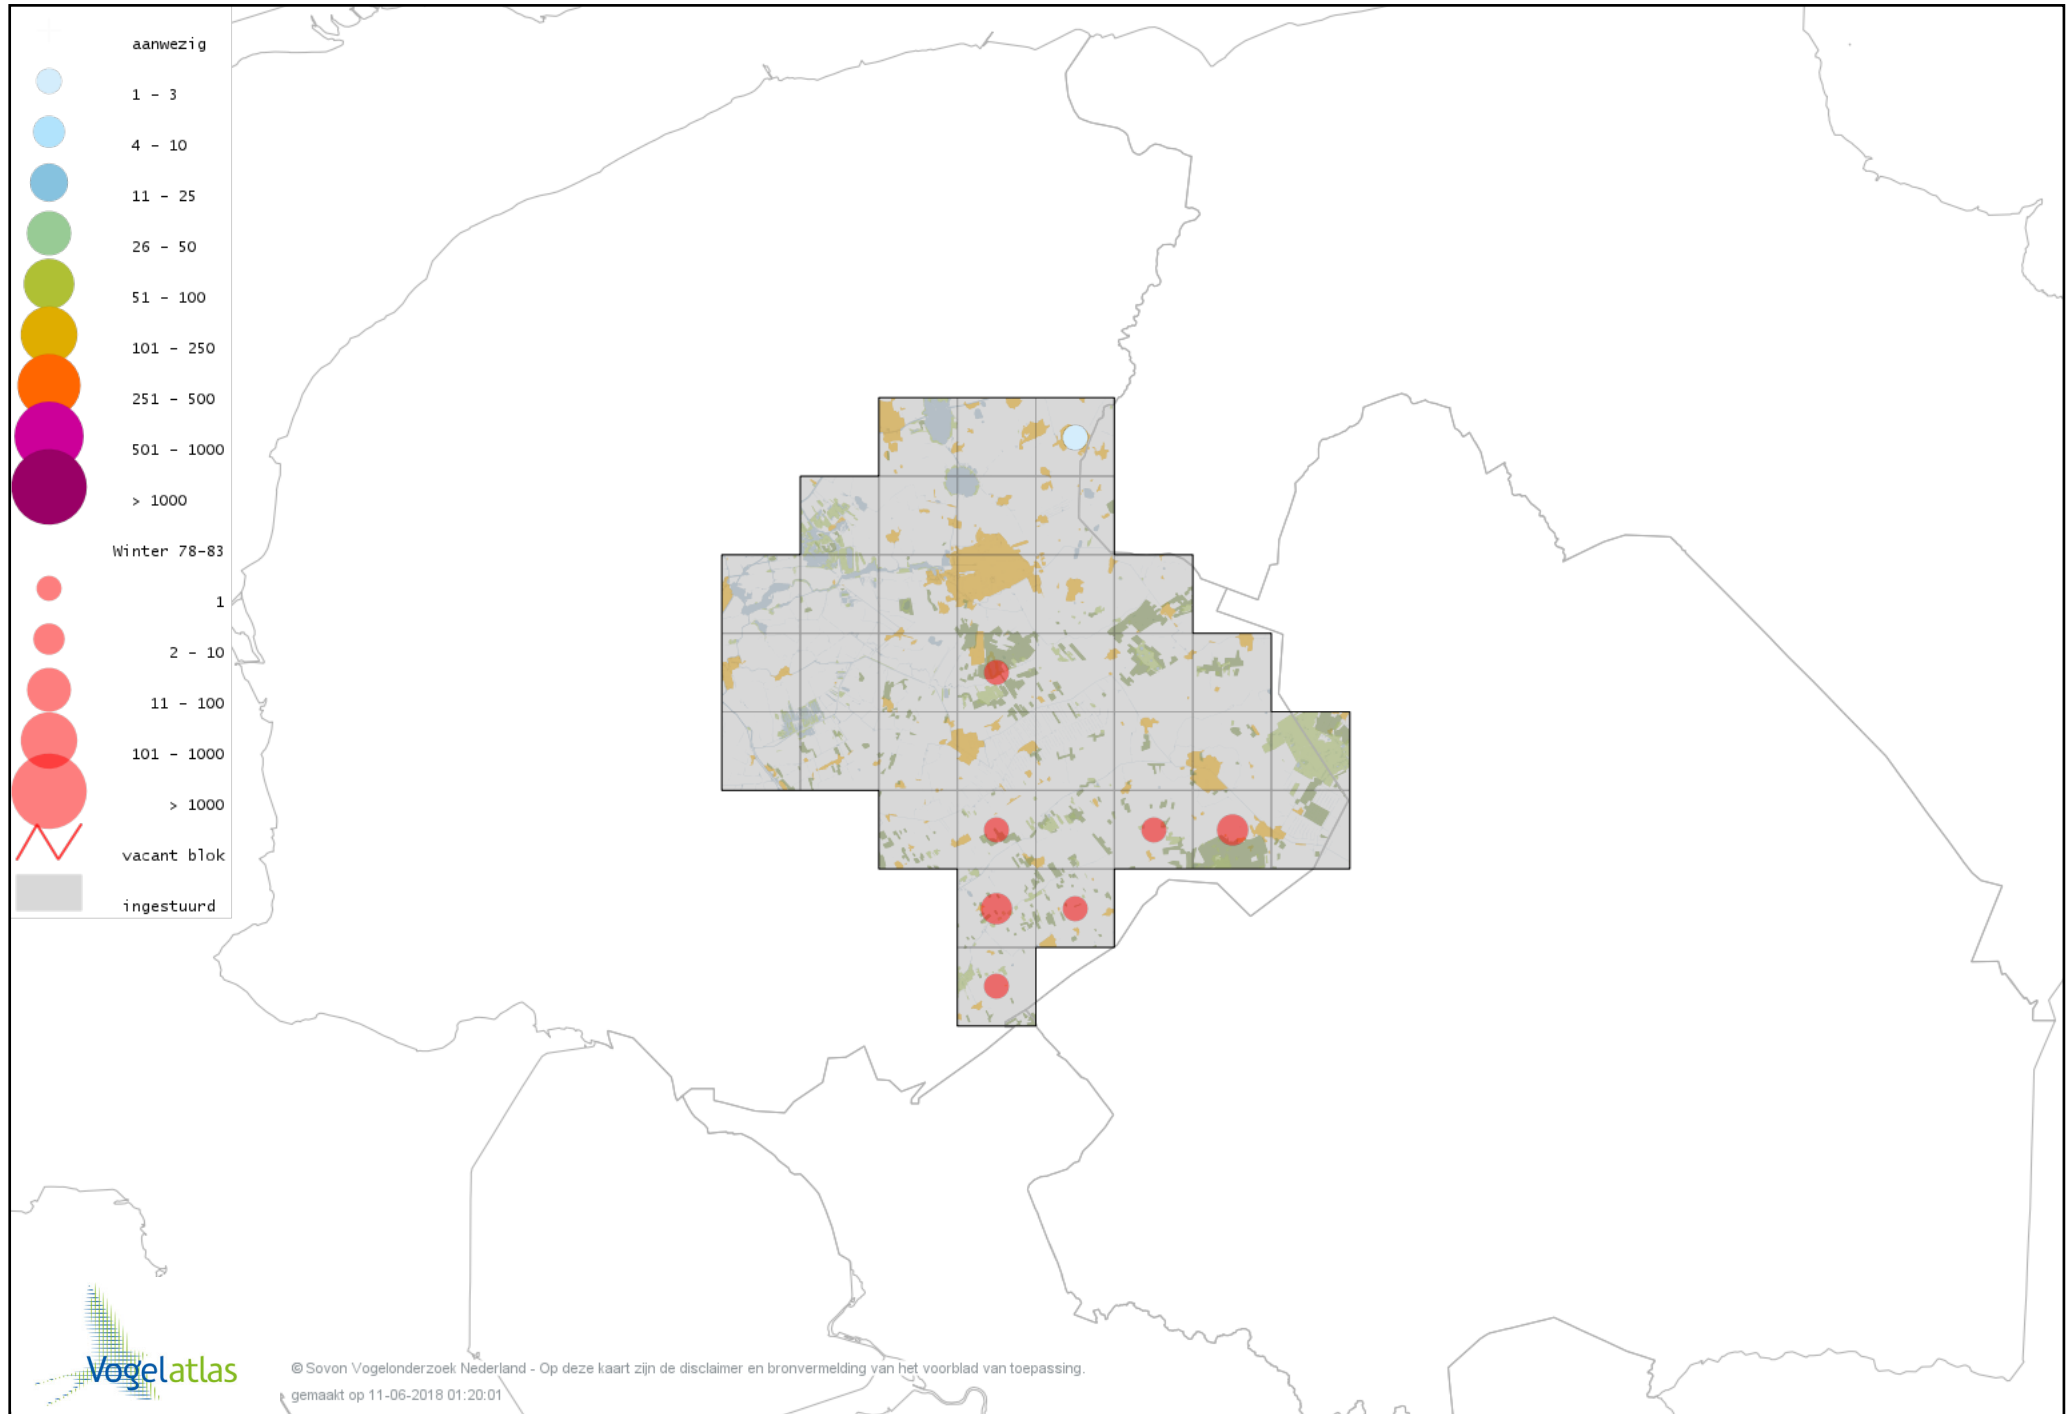 aanwezig
1 - 3
4 - 10
11 - 25
26 - 50
51 - 100
101 - 250
251 - 500
501 - 1000
> 1000
Winter 78-83
1
2 - 10
11 - 100
101 - 1000
> 1000
vacant blok
ingestuurd
Vogelatlas
© Sovon Vogelonderzoek Nederland - Op deze kaart zijn de disclaimer en bronvermelding van het voorblad van toepassing.
gemaakt op 11-06-2018 01:20:01